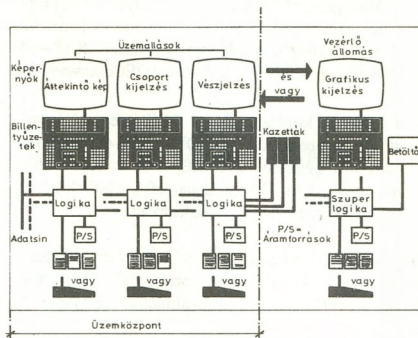 Üzemállások
Vezérlő
állomás
Képer-
nyők
Áttekintő kép
Csoport
kijelzés
Vészjelzés
és
vagy
Grafikus
kijelzés
Billen-
tyűze-
tek
Kazetták
Betöltő
Logika
Logika
Logika
Szuper
logika
Adatsín
P/S
P/S
P/S
P/S=
Áramforrások
P/S
vagy
vagy
vagy
vagy
Üzemközpont